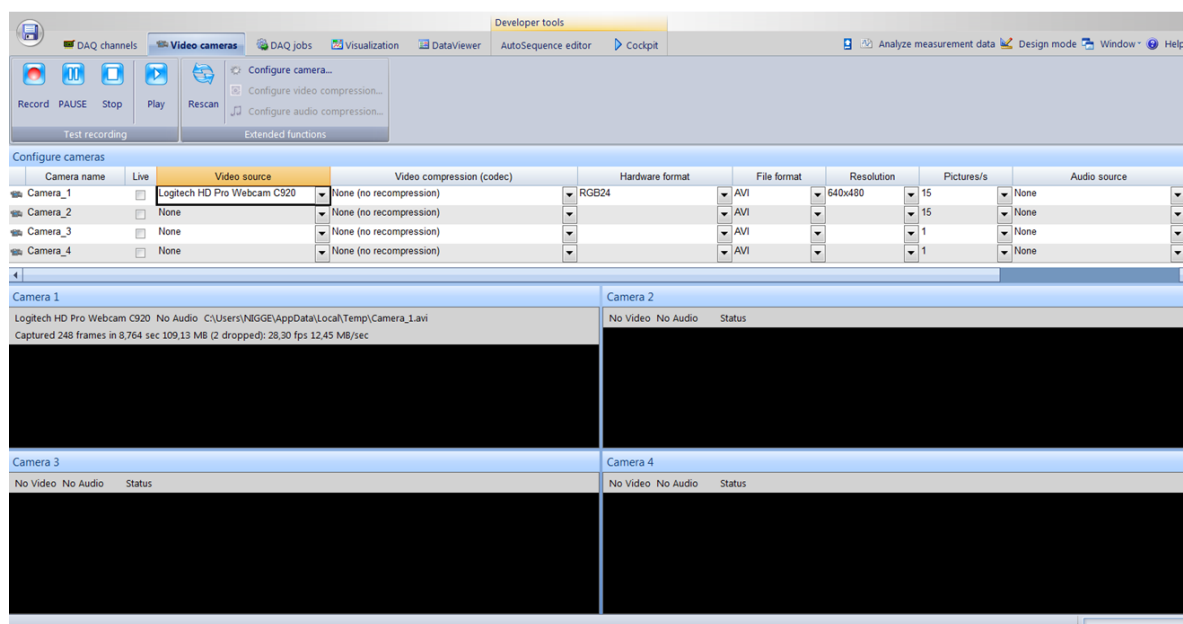 Developer tools
DAQ channels Video cameras DAQ jobs Visualization DataViewer AutoSequence editor Cockpit Analyze measurement data Design mode Window Help
Configure camera...
Configure video compression...
Record PAUSE Stop Play Rescan
Configure audio compression...
Test recording Extended functions
Configure cameras
Camera name Live Video source Video compression (codec) Hardware format File format Resolution Pictures/s Audio source
Camera_1 Logitech HD Pro Webcam C920 None (no recompression) RGB24 AVI 640x480 15 None
Camera_2 None None (no recompression) AVI 15 None
Camera_3 None None (no recompression) AVI 1 None
Camera_4 None None (no recompression) AVI 1 None
Camera 1 Camera 2
Logitech HD Pro Webcam C920 No Audio C:\Users\NIGGE\AppData\Local\Temp\Camera_1.avi No Video No Audio Status
Captured 248 frames in 8,764 sec 109,13 MB (2 dropped): 28,30 fps 12,45 MB/sec
Camera 3 Camera 4
No Video No Audio Status No Video No Audio Status